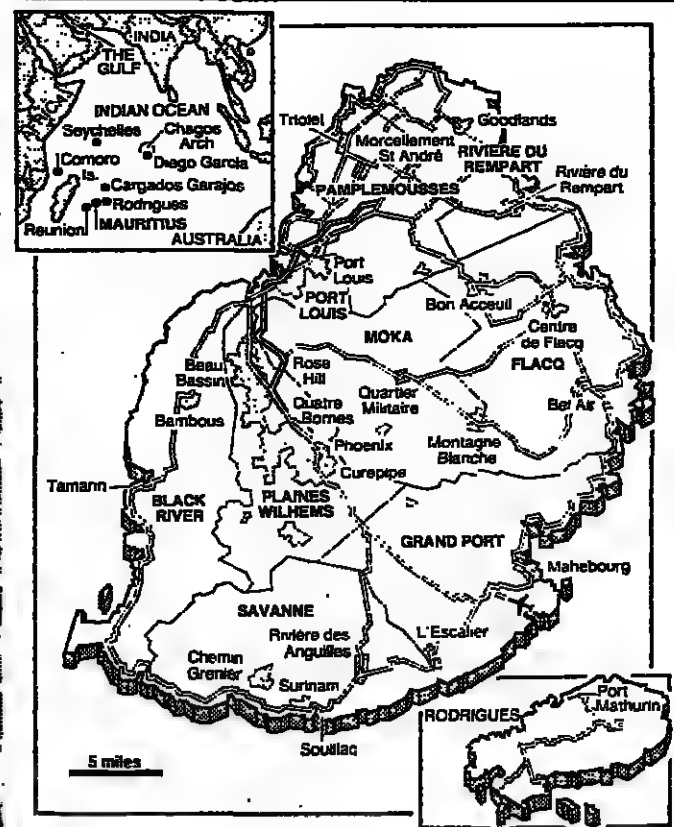 INDIA
THE
GULF
INDIAN OCEAN
Seychelles
Chagos
Arch
Comoro
Is.
Diego Garcia
Cargados Garajos
Rodrigues
Reunion
MAURITIUS
AUSTRALIA
Triolet
Goodlands
Morcellement
St André
RIVIÈRE DU
REMPART
PAMPLEMOUSSES
Rivière du
Rempart
Port
Louis
PORT
LOUIS
Bon Acceuil
MOKA
Centre
de Flacq
FLACQ
Beau
Bassin
Rose
Hill
Quartier
Militaire
Bel Air
Bambous
Quatre
Bornes
Montagne
Blanche
Phoenix
Curepipe
Tamarin
BLACK
RIVER
PLAINES
WILHEMS
GRAND PORT
Mahebourg
SAVANNE
Rivière des
Anguilles
L'Escalier
Chemin
Grenier
Surinam
Souillac
5 miles
RODRIGUES
Port
Mathurin